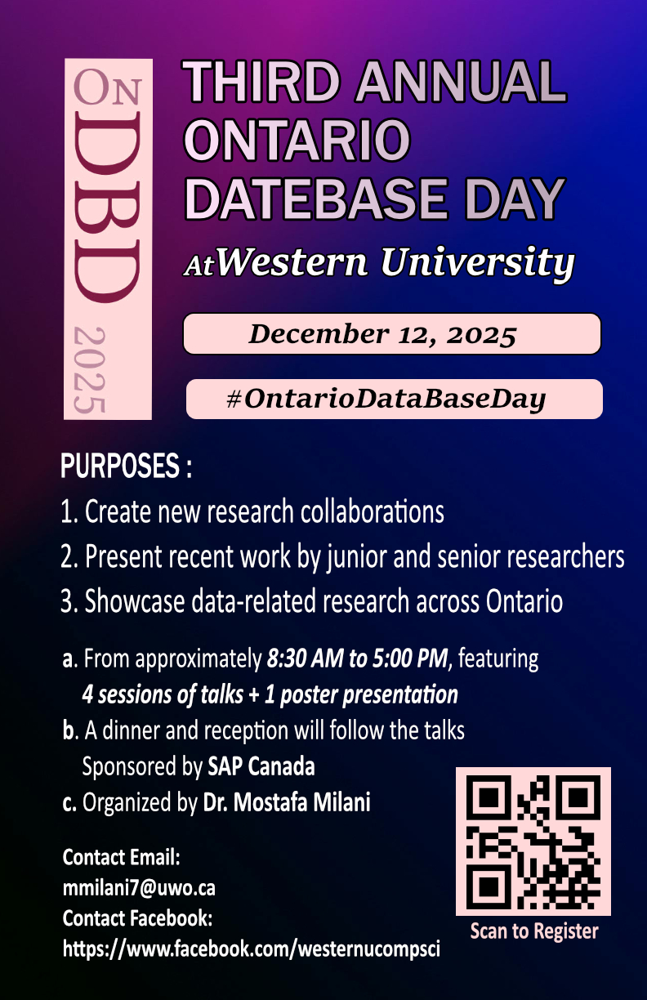 ON
DBD
2025
THIRD ANNUAL
ONTARIO
DATEBASE DAY
At Western University
December 12, 2025
#OntarioDataBaseDay
PURPOSES :
1. Create new research collaborations
2. Present recent work by junior and senior researchers
3. Showcase data-related research across Ontario
a. From approximately 8:30 AM to 5:00 PM, featuring
4 sessions of talks + 1 poster presentation
b. A dinner and reception will follow the talks
Sponsored by SAP Canada
c. Organized by Dr. Mostafa Milani
Contact Email:
mmilani7@uwo.ca
Contact Facebook:
https://www.facebook.com/westernucompsci
Scan to Register